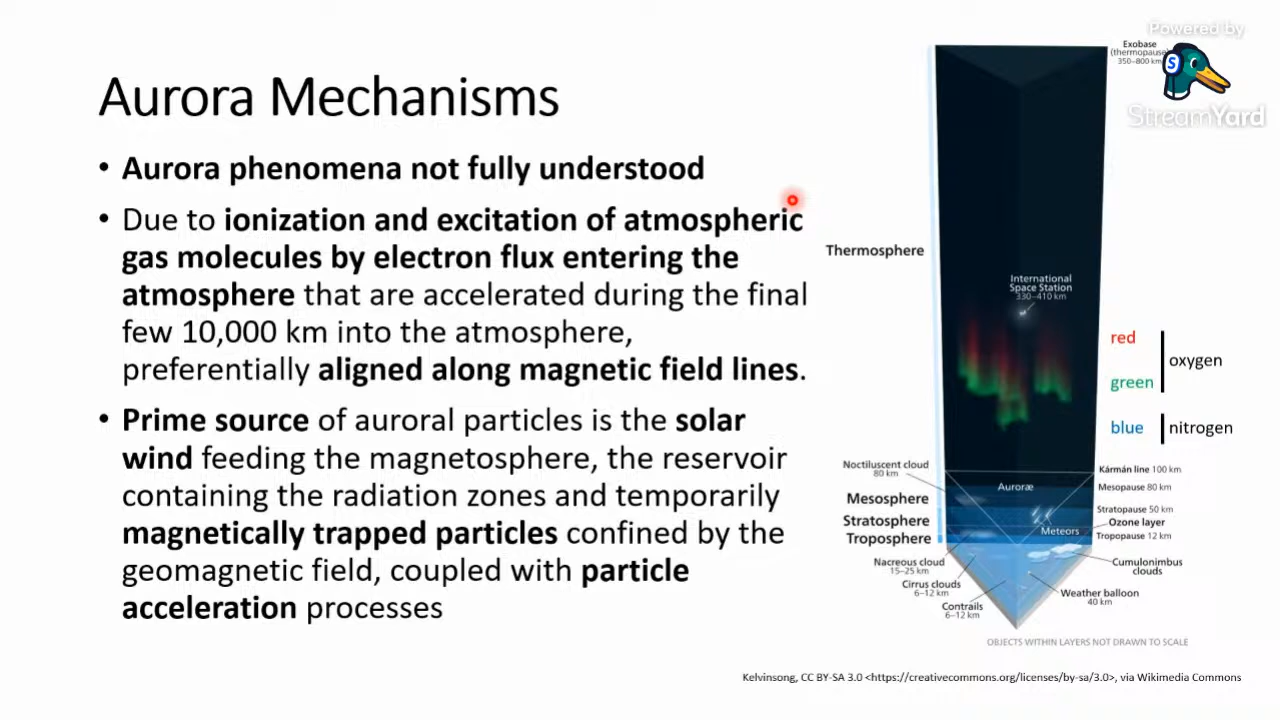 Powered by
StreamYard
Aurora Mechanisms
• Aurora phenomena not fully understood
• Due to ionization and excitation of atmospheric
gas molecules by electron flux entering the
atmosphere that are accelerated during the final
few 10,000 km into the atmosphere,
preferentially aligned along magnetic field lines.
• Prime source of auroral particles is the solar
wind feeding the magnetosphere, the reservoir
containing the radiation zones and temporarily
magnetically trapped particles confined by the
geomagnetic field, coupled with particle
acceleration processes
Exobase
(thermopause)
350–800 km
Thermosphere
International
Space Station
330–410 km
red
green
oxygen
blue
nitrogen
Noctilucent cloud
80 km
Kármán line 100 km
Auroræ
Mesopause 80 km
Mesosphere
Stratopause 50 km
Stratosphere
Ozone layer
Meteors
Troposphere
Tropopause 12 km
Nacreous cloud
15–25 km
Cumulonimbus
clouds
Cirrus clouds
6–12 km
Weather balloon
40 km
Contrails
6–12 km
OBJECTS WITHIN LAYERS NOT DRAWN TO SCALE
Kelvinsong, CC BY-SA 3.0 <https://creativecommons.org/licenses/by-sa/3.0>, via Wikimedia Commons